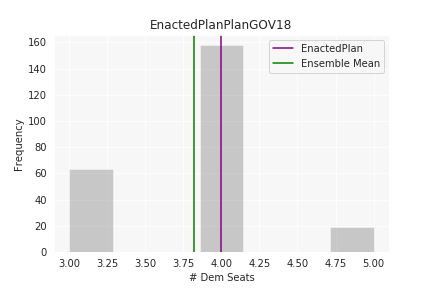 EnactedPlanPlanGOV18
EnactedPlan
Ensemble Mean
Frequency
160
140
120
100
80
60
40
20
0
3.00 3.25 3.50 3.75 4.00 4.25 4.50 4.75 5.00
# Dem Seats